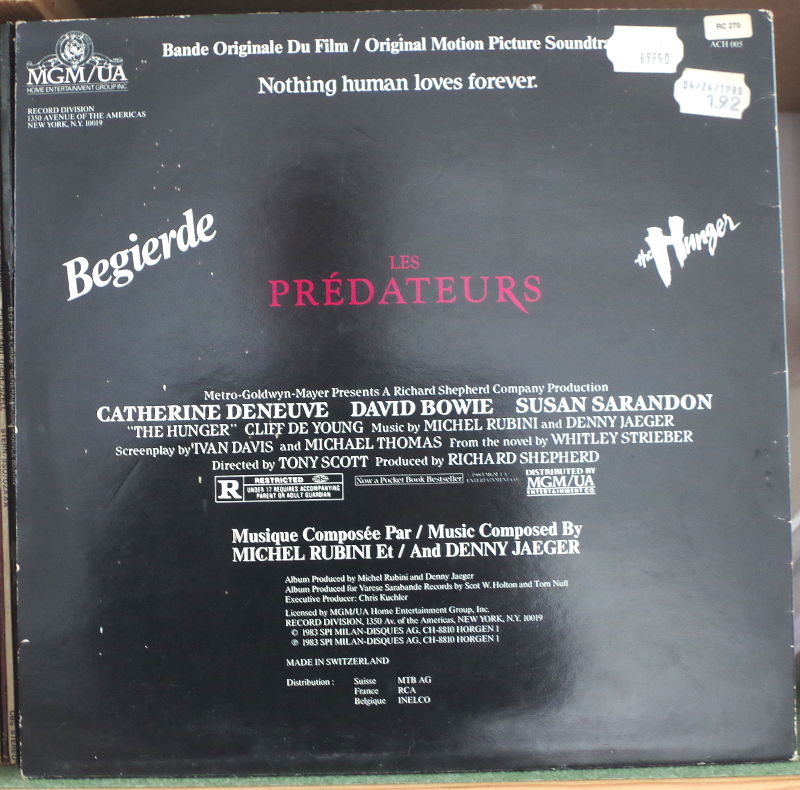 MGM/UA
HOME ENTERTAINMENT GROUP, INC
RECORD DIVISION
1350 AVENUE OF THE AMERICAS
NEW YORK, N.Y. 10019
Bande Originale Du Film / Original Motion Picture Soundtra
69F50
RC 270
ACH 005
04/24/1988
1.92
Nothing human loves forever.
Begierde
LES
PRÉDATEURS
the Hunger
Metro-Goldwyn-Mayer Presents A Richard Shepherd Company Production
CATHERINE DENEUVE DAVID BOWIE SUSAN SARANDON
"THE HUNGER" CLIFF DE YOUNG Music by MICHEL RUBINI and DENNY JAEGER
Screenplay by IVAN DAVIS and MICHAEL THOMAS From the novel by WHITLEY STRIEBER
Directed by TONY SCOTT Produced by RICHARD SHEPHERD
R RESTRICTED
UNDER 17 REQUIRES ACCOMPANYING
PARENT OR ADULT GUARDIAN
Now a Pocket Book Bestseller
DISTRIBUTED BY
MGM/UA
ENTERTAINMENT CO.
Musique Composée Par / Music Composed By
MICHEL RUBINI Et / And DENNY JAEGER
Album Produced by Michel Rubini and Denny Jaeger
Album Produced for Varese Sarabande Records by Scot W. Holton and Tom Null
Executive Producer: Chris Kuchler
Licensed by MGM/UA Home Entertainment Group, Inc.
RECORD DIVISION, 1350 Av. of the Americas, NEW YORK, N.Y. 10019
© 1983 SPI MILAN-DISQUES AG, CH-8810 HORGEN 1
℗ 1983 SPI MILAN-DISQUES AG, CH-8810 HORGEN 1
MADE IN SWITZERLAND
Distribution : Suisse MTB AG
France RCA
Belgique INELCO